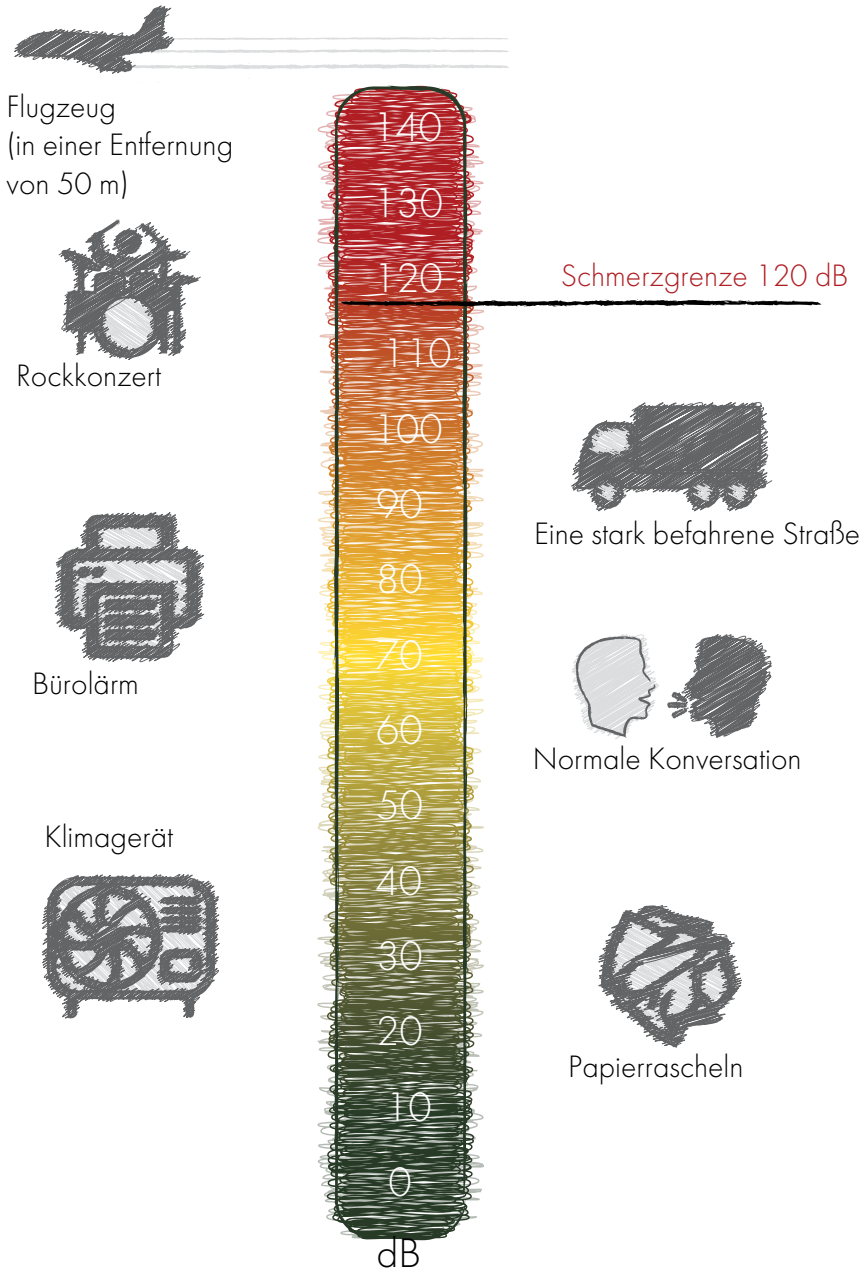 Flugzeug
(in einer Entfernung
von 50 m)
140
130
120
Schmerzgrenze 120 dB
Rockkonzert
110
100
90
Eine stark befahrene Straße
80
Bürolärm
70
60
Normale Konversation
50
Klimagerät
40
30
20
Papierrascheln
10
0
dB